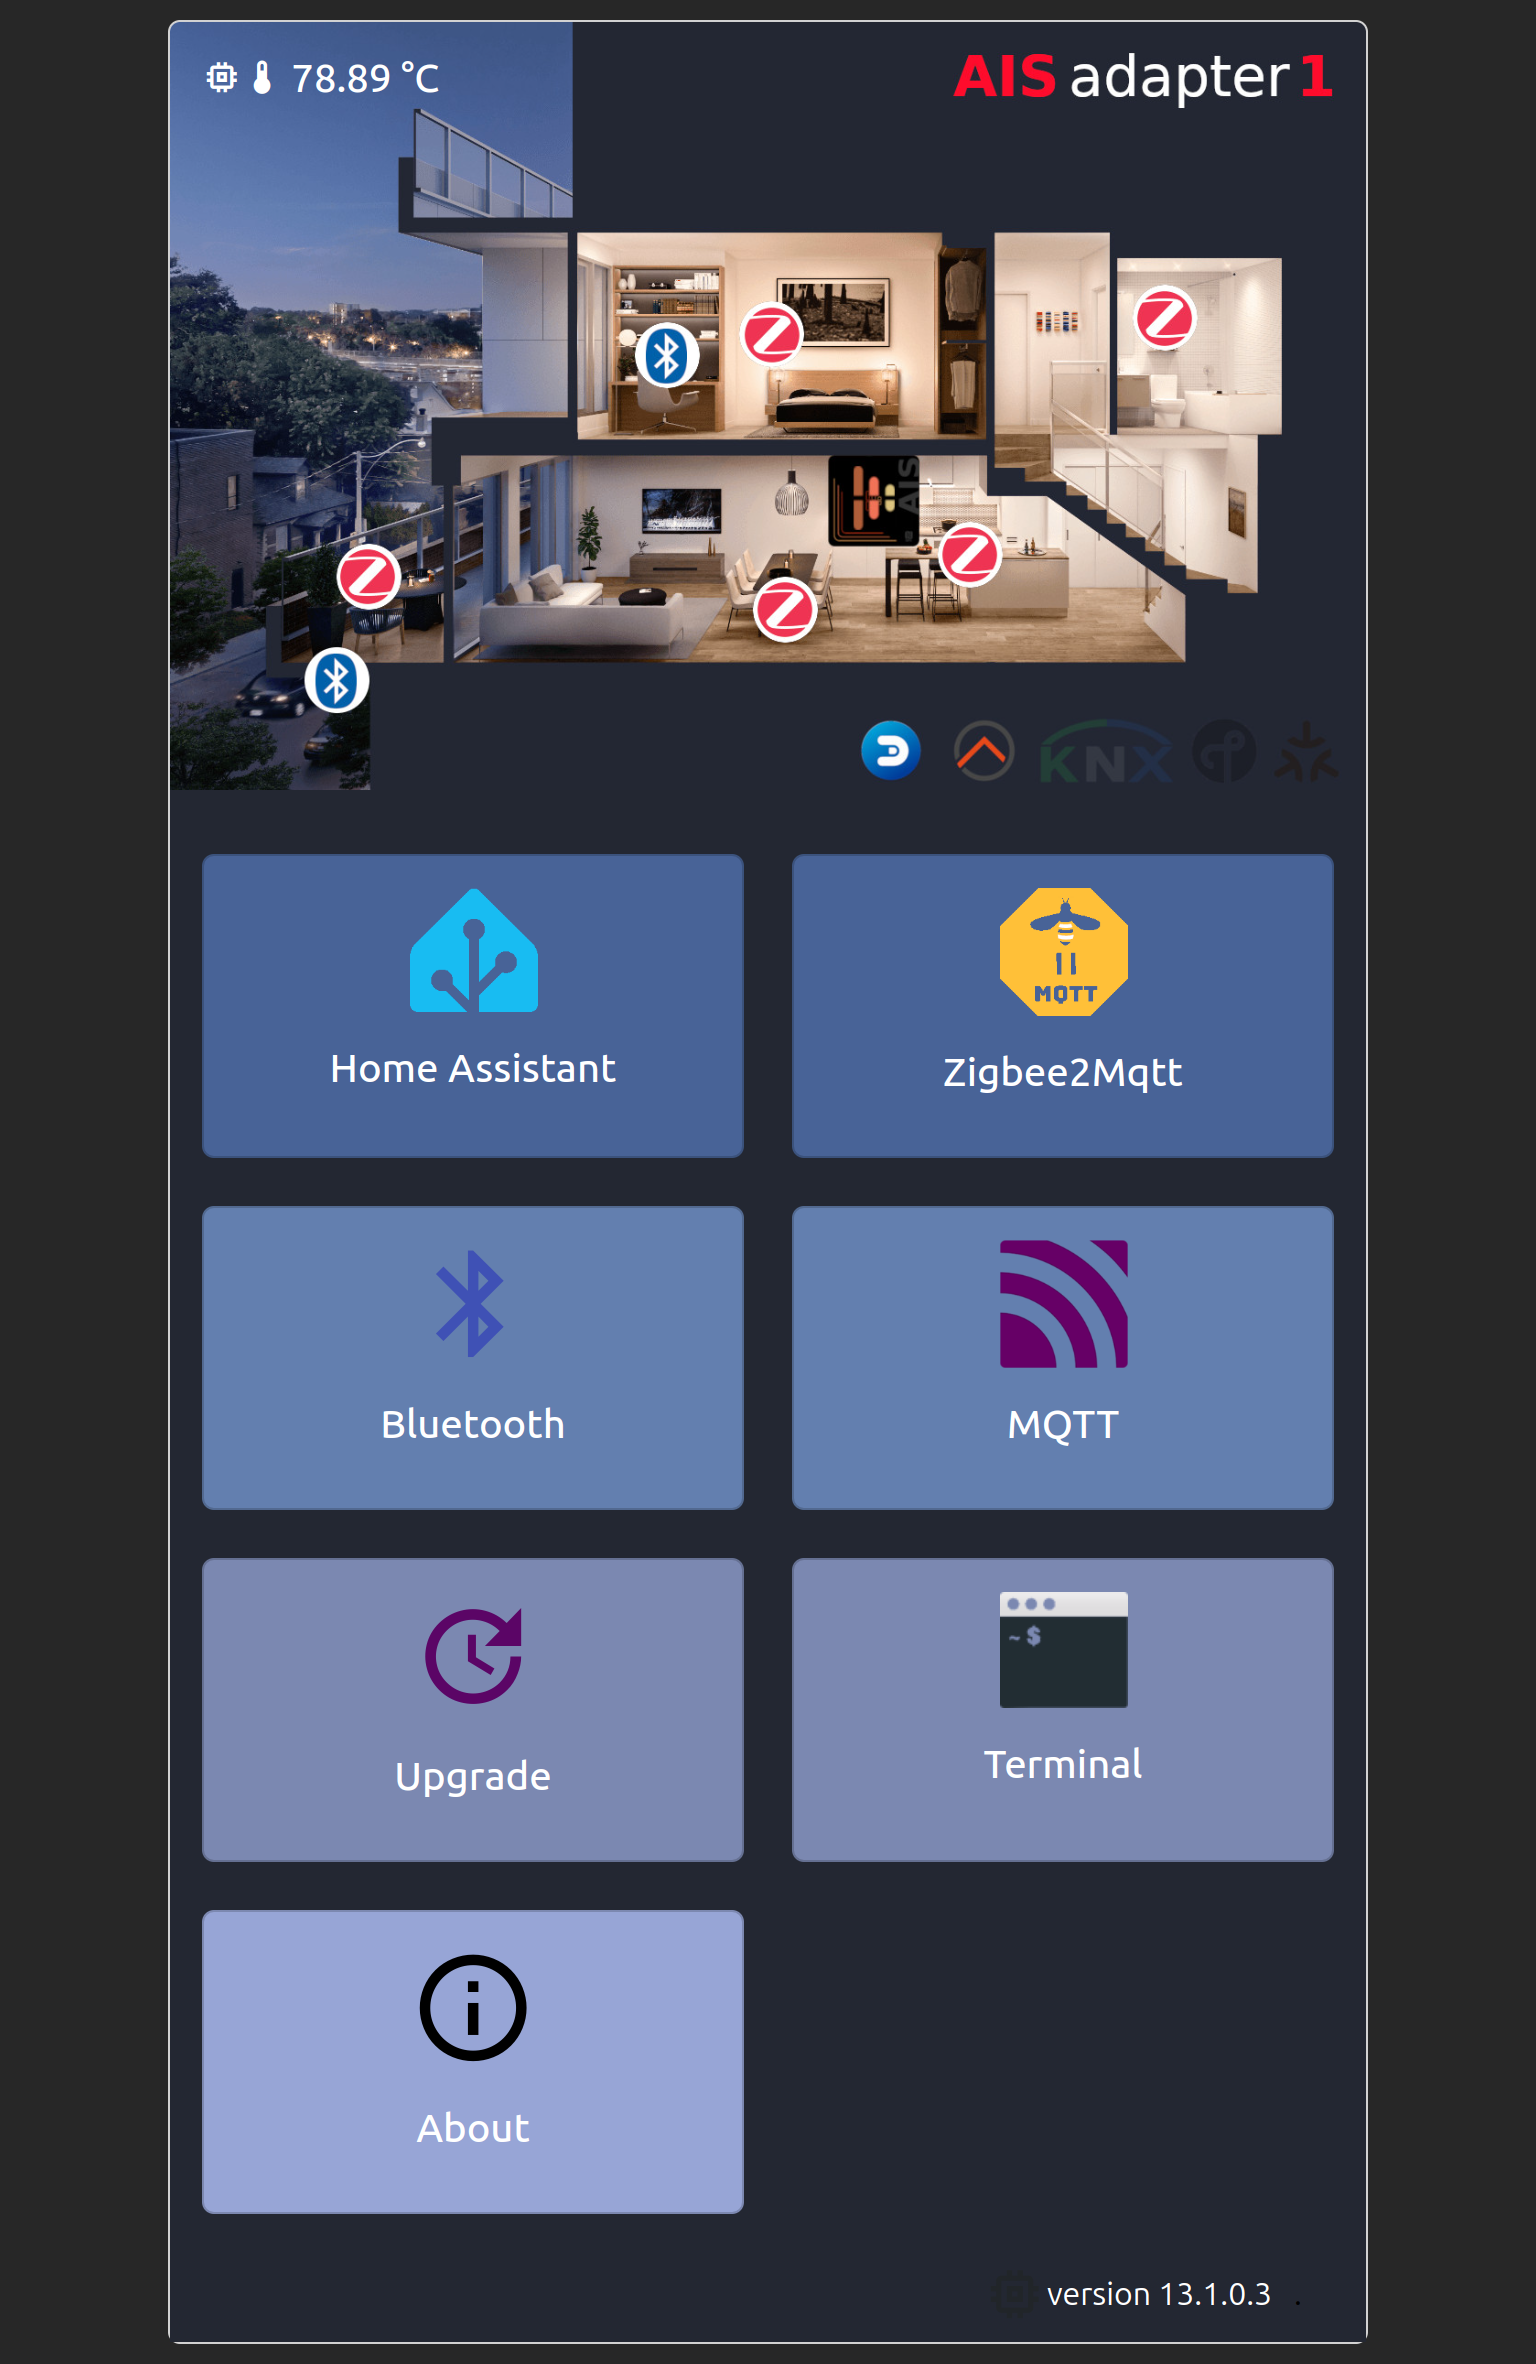 78.89 °C
AIS adapter 1
AIS
KNX
MQTT
Home Assistant
Zigbee2Mqtt
Bluetooth
MQTT
~ $
Upgrade
Terminal
About
version 13.1.0.3 .